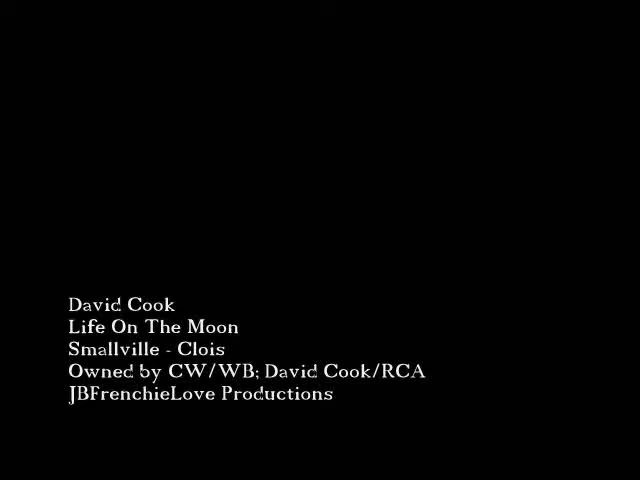 David Cook
Life On The Moon
Smallville - Clois
Owned by CW/WB; David Cook/RCA
JBFrenchieLove Productions